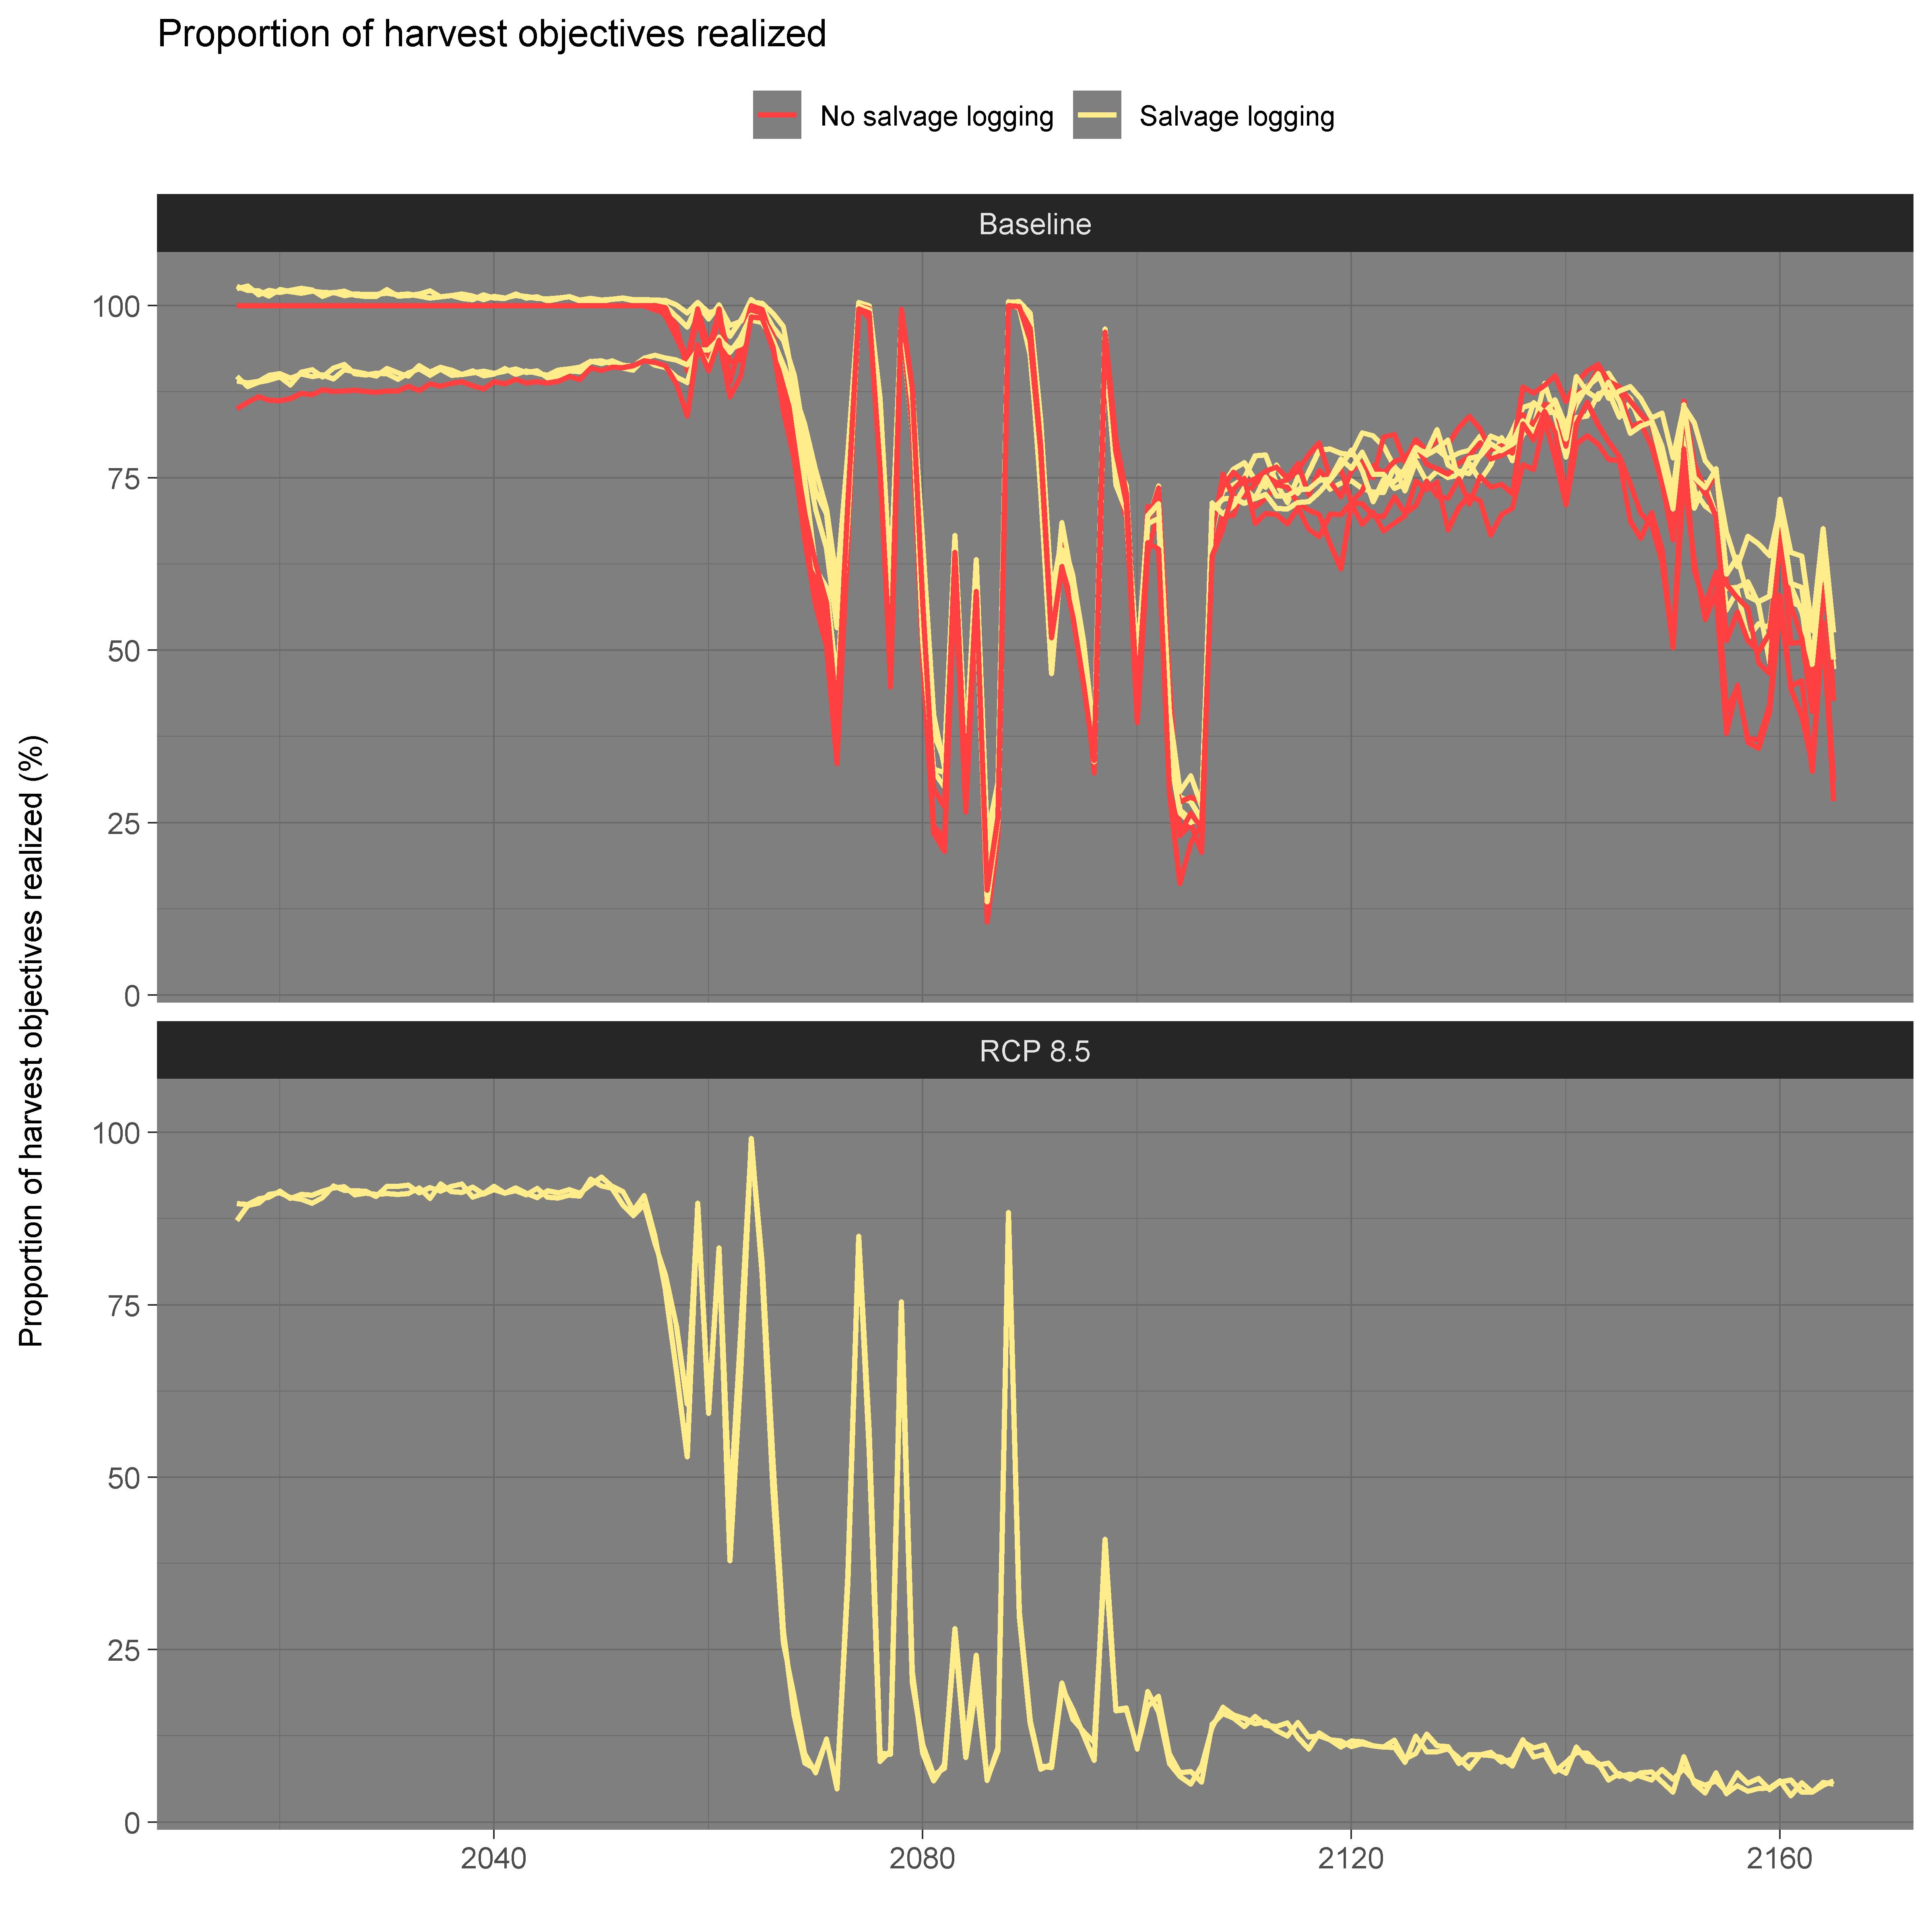 Proportion of harvest objectives realized
No salvage logging
Salvage logging
Baseline
100
75
50
25
0
Proportion of harvest objectives realized (%)
RCP 8.5
100
75
50
25
0
2040
2080
2120
2160